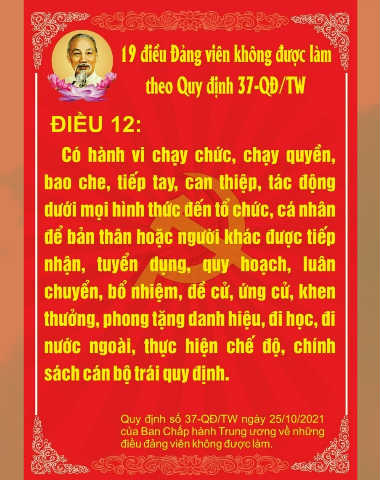 19 điều Đảng viên không được làm
theo Quy định 37-QĐ/TW
ĐIỀU 12:
Có hành vi chạy chức, chạy quyền,
bao che, tiếp tay, can thiệp, tác động
dưới mọi hình thức đến tổ chức, cá nhân
để bản thân hoặc người khác được tiếp
nhận, tuyển dụng, quy hoạch, luân
chuyển, bổ nhiệm, đề cử, ứng cử, khen
thưởng, phong tặng danh hiệu, đi học, đi
nước ngoài, thực hiện chế độ, chính
sách cán bộ trái quy định.
Quy định số 37-QĐ/TW ngày 25/10/2021
của Ban Chấp hành Trung ương về những
điều đảng viên không được làm.